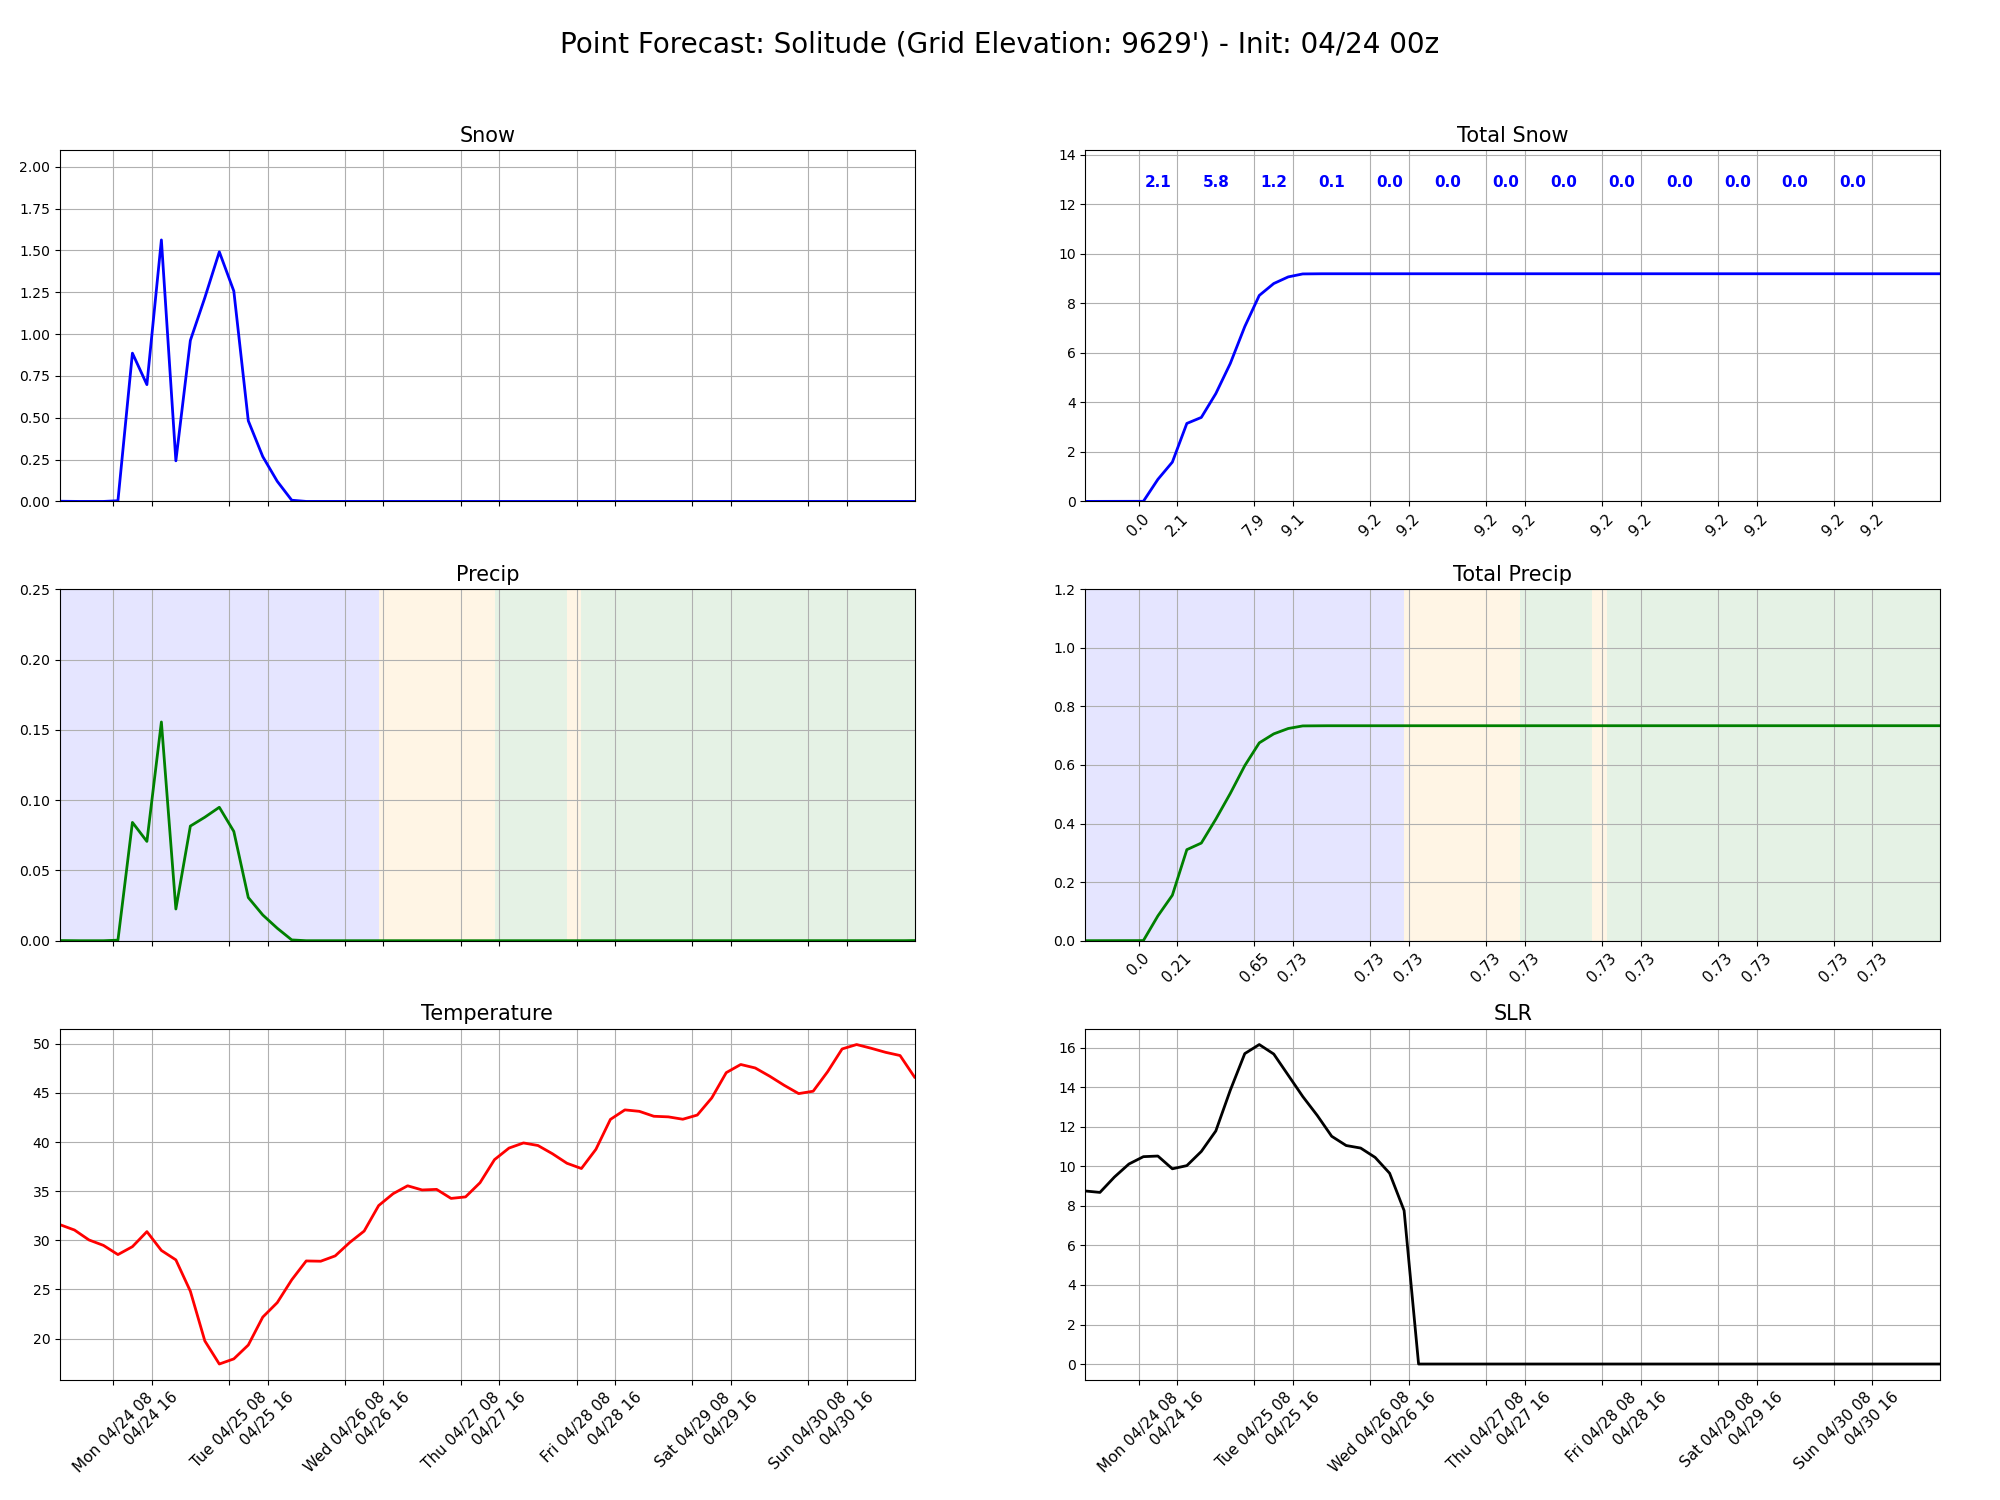 Point Forecast: Solitude (Grid Elevation: 9629') - Init: 04/24 00z
Snow
2.00
1.75
1.50
1.25
1.00
0.75
0.50
0.25
0.00
Total Snow
14
12
10
8
6
4
2
0
2.1 5.8 1.2 0.1 0.0 0.0 0.0 0.0 0.0 0.0 0.0 0.0 0.0
0.0 2.1 7.9 9.1 9.2 9.2 9.2 9.2 9.2 9.2 9.2 9.2 9.2 9.2
Precip
0.25
0.20
0.15
0.10
0.05
0.00
Total Precip
1.2
1.0
0.8
0.6
0.4
0.2
0.0
0.0 0.21 0.65 0.73 0.73 0.73 0.73 0.73 0.73 0.73 0.73 0.73 0.73 0.73
Temperature
50
45
40
35
30
25
20
Mon 04/24 08
04/24 16
Tue 04/25 08
04/25 16
Wed 04/26 08
04/26 16
Thu 04/27 08
04/27 16
Fri 04/28 08
04/28 16
Sat 04/29 08
04/29 16
Sun 04/30 08
04/30 16
SLR
16
14
12
10
8
6
4
2
0
Mon 04/24 08
04/24 16
Tue 04/25 08
04/25 16
Wed 04/26 08
04/26 16
Thu 04/27 08
04/27 16
Fri 04/28 08
04/28 16
Sat 04/29 08
04/29 16
Sun 04/30 08
04/30 16